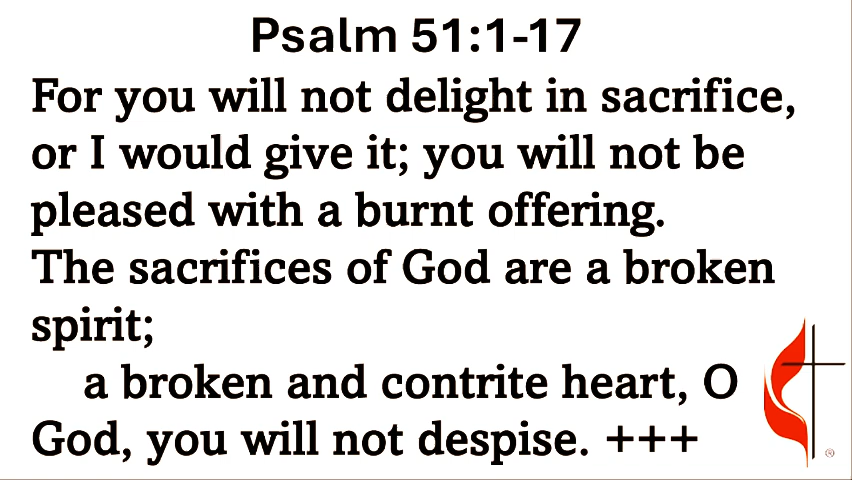 Psalm 51:1-17
For you will not delight in sacrifice,
or I would give it; you will not be
pleased with a burnt offering.
The sacrifices of God are a broken
spirit;
a broken and contrite heart, O
God, you will not despise. +++
®